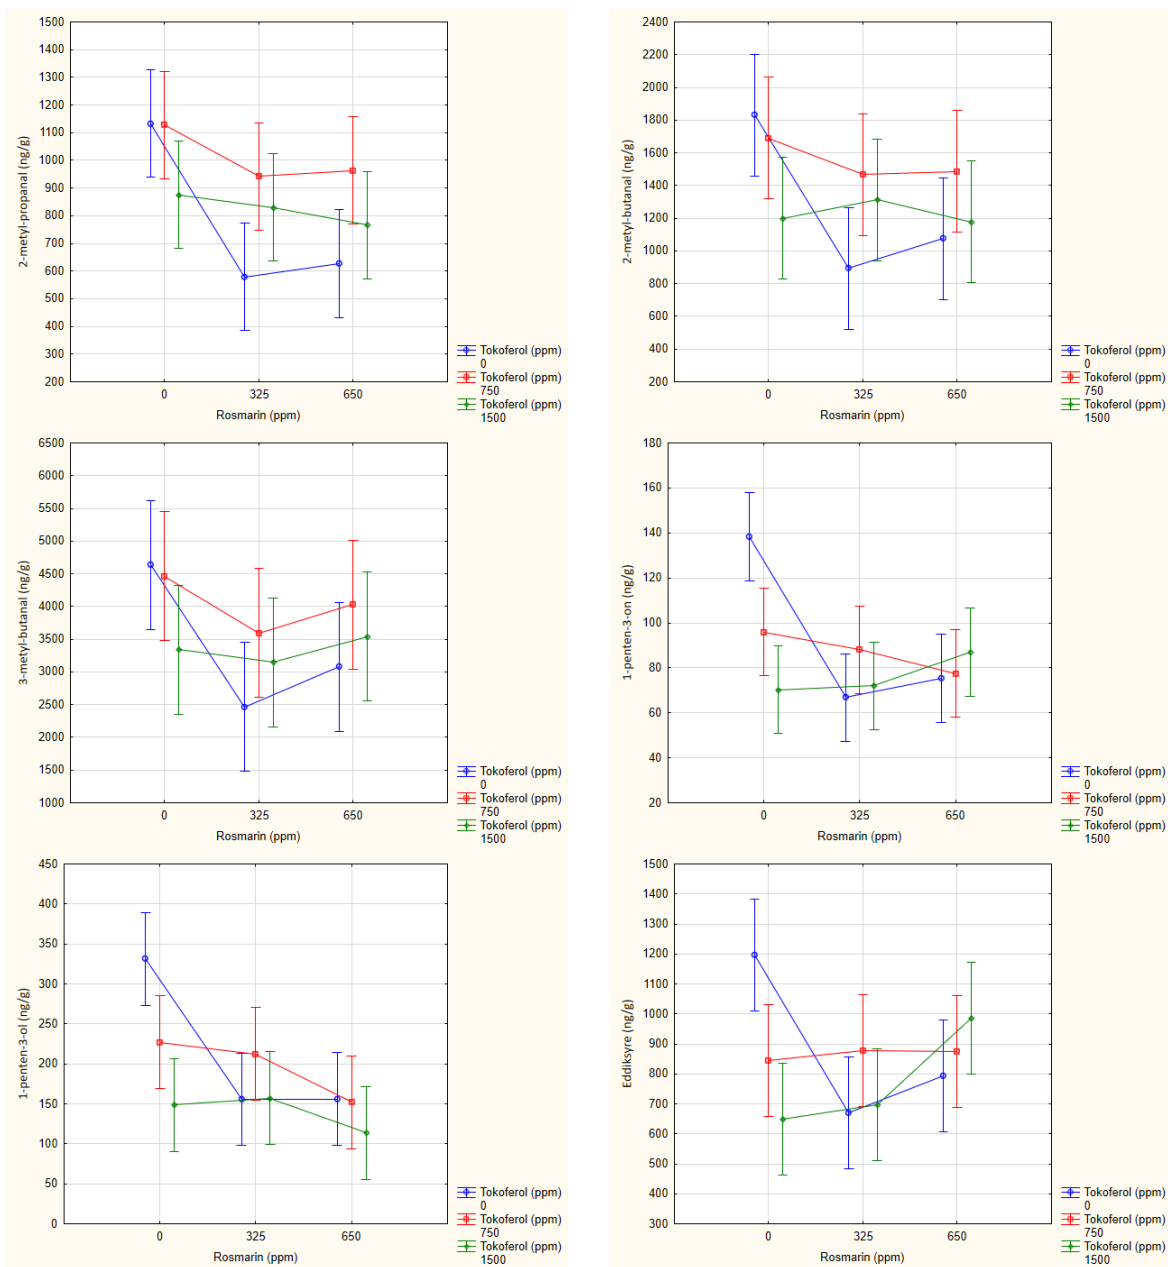 2-metyl-propanal (ng/g)
1500
1400
1300
1200
1100
1000
900
800
700
600
500
400
300
200
0 325 650
Rosmarin (ppm)
Tokoferol (ppm)
0
Tokoferol (ppm)
750
Tokoferol (ppm)
1500
2-metyl-butanal (ng/g)
2400
2200
2000
1800
1600
1400
1200
1000
800
600
400
200
0 325 650
Rosmarin (ppm)
Tokoferol (ppm)
0
Tokoferol (ppm)
750
Tokoferol (ppm)
1500
3-metyl-butanal (ng/g)
6500
6000
5500
5000
4500
4000
3500
3000
2500
2000
1500
1000
0 325 650
Rosmarin (ppm)
Tokoferol (ppm)
0
Tokoferol (ppm)
750
Tokoferol (ppm)
1500
1-penten-3-on (ng/g)
180
160
140
120
100
80
60
40
20
0 325 650
Rosmarin (ppm)
Tokoferol (ppm)
0
Tokoferol (ppm)
750
Tokoferol (ppm)
1500
1-penten-3-ol (ng/g)
450
400
350
300
250
200
150
100
50
0
0 325 650
Rosmarin (ppm)
Tokoferol (ppm)
0
Tokoferol (ppm)
750
Tokoferol (ppm)
1500
Eddiksyre (ng/g)
1500
1400
1300
1200
1100
1000
900
800
700
600
500
400
300
0 325 650
Rosmarin (ppm)
Tokoferol (ppm)
0
Tokoferol (ppm)
750
Tokoferol (ppm)
1500